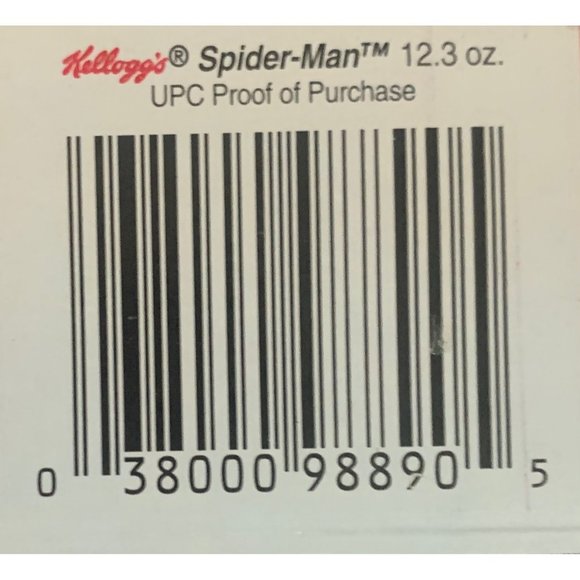 Kellogg's® Spider-Man™ 12.3 oz.
UPC Proof of Purchase
0 38000 98890 5